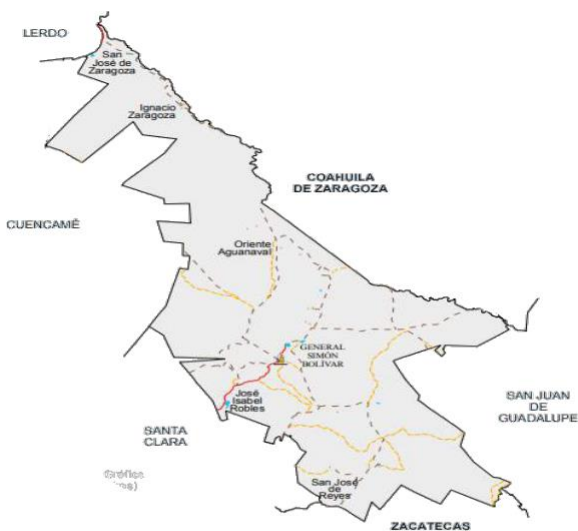 LERDO
San
José de
Zaragoza
Ignacio
Zaragoza
COAHUILA
DE ZARAGOZA
CUENCAMÉ
Oriente
Aguanaval
GENERAL
SIMÓN
BOLÍVAR
José
Isabel
Robles
SAN JUAN
DE
GUADALUPE
SANTA
CLARA
San José
de
Reyes
ZACATECAS